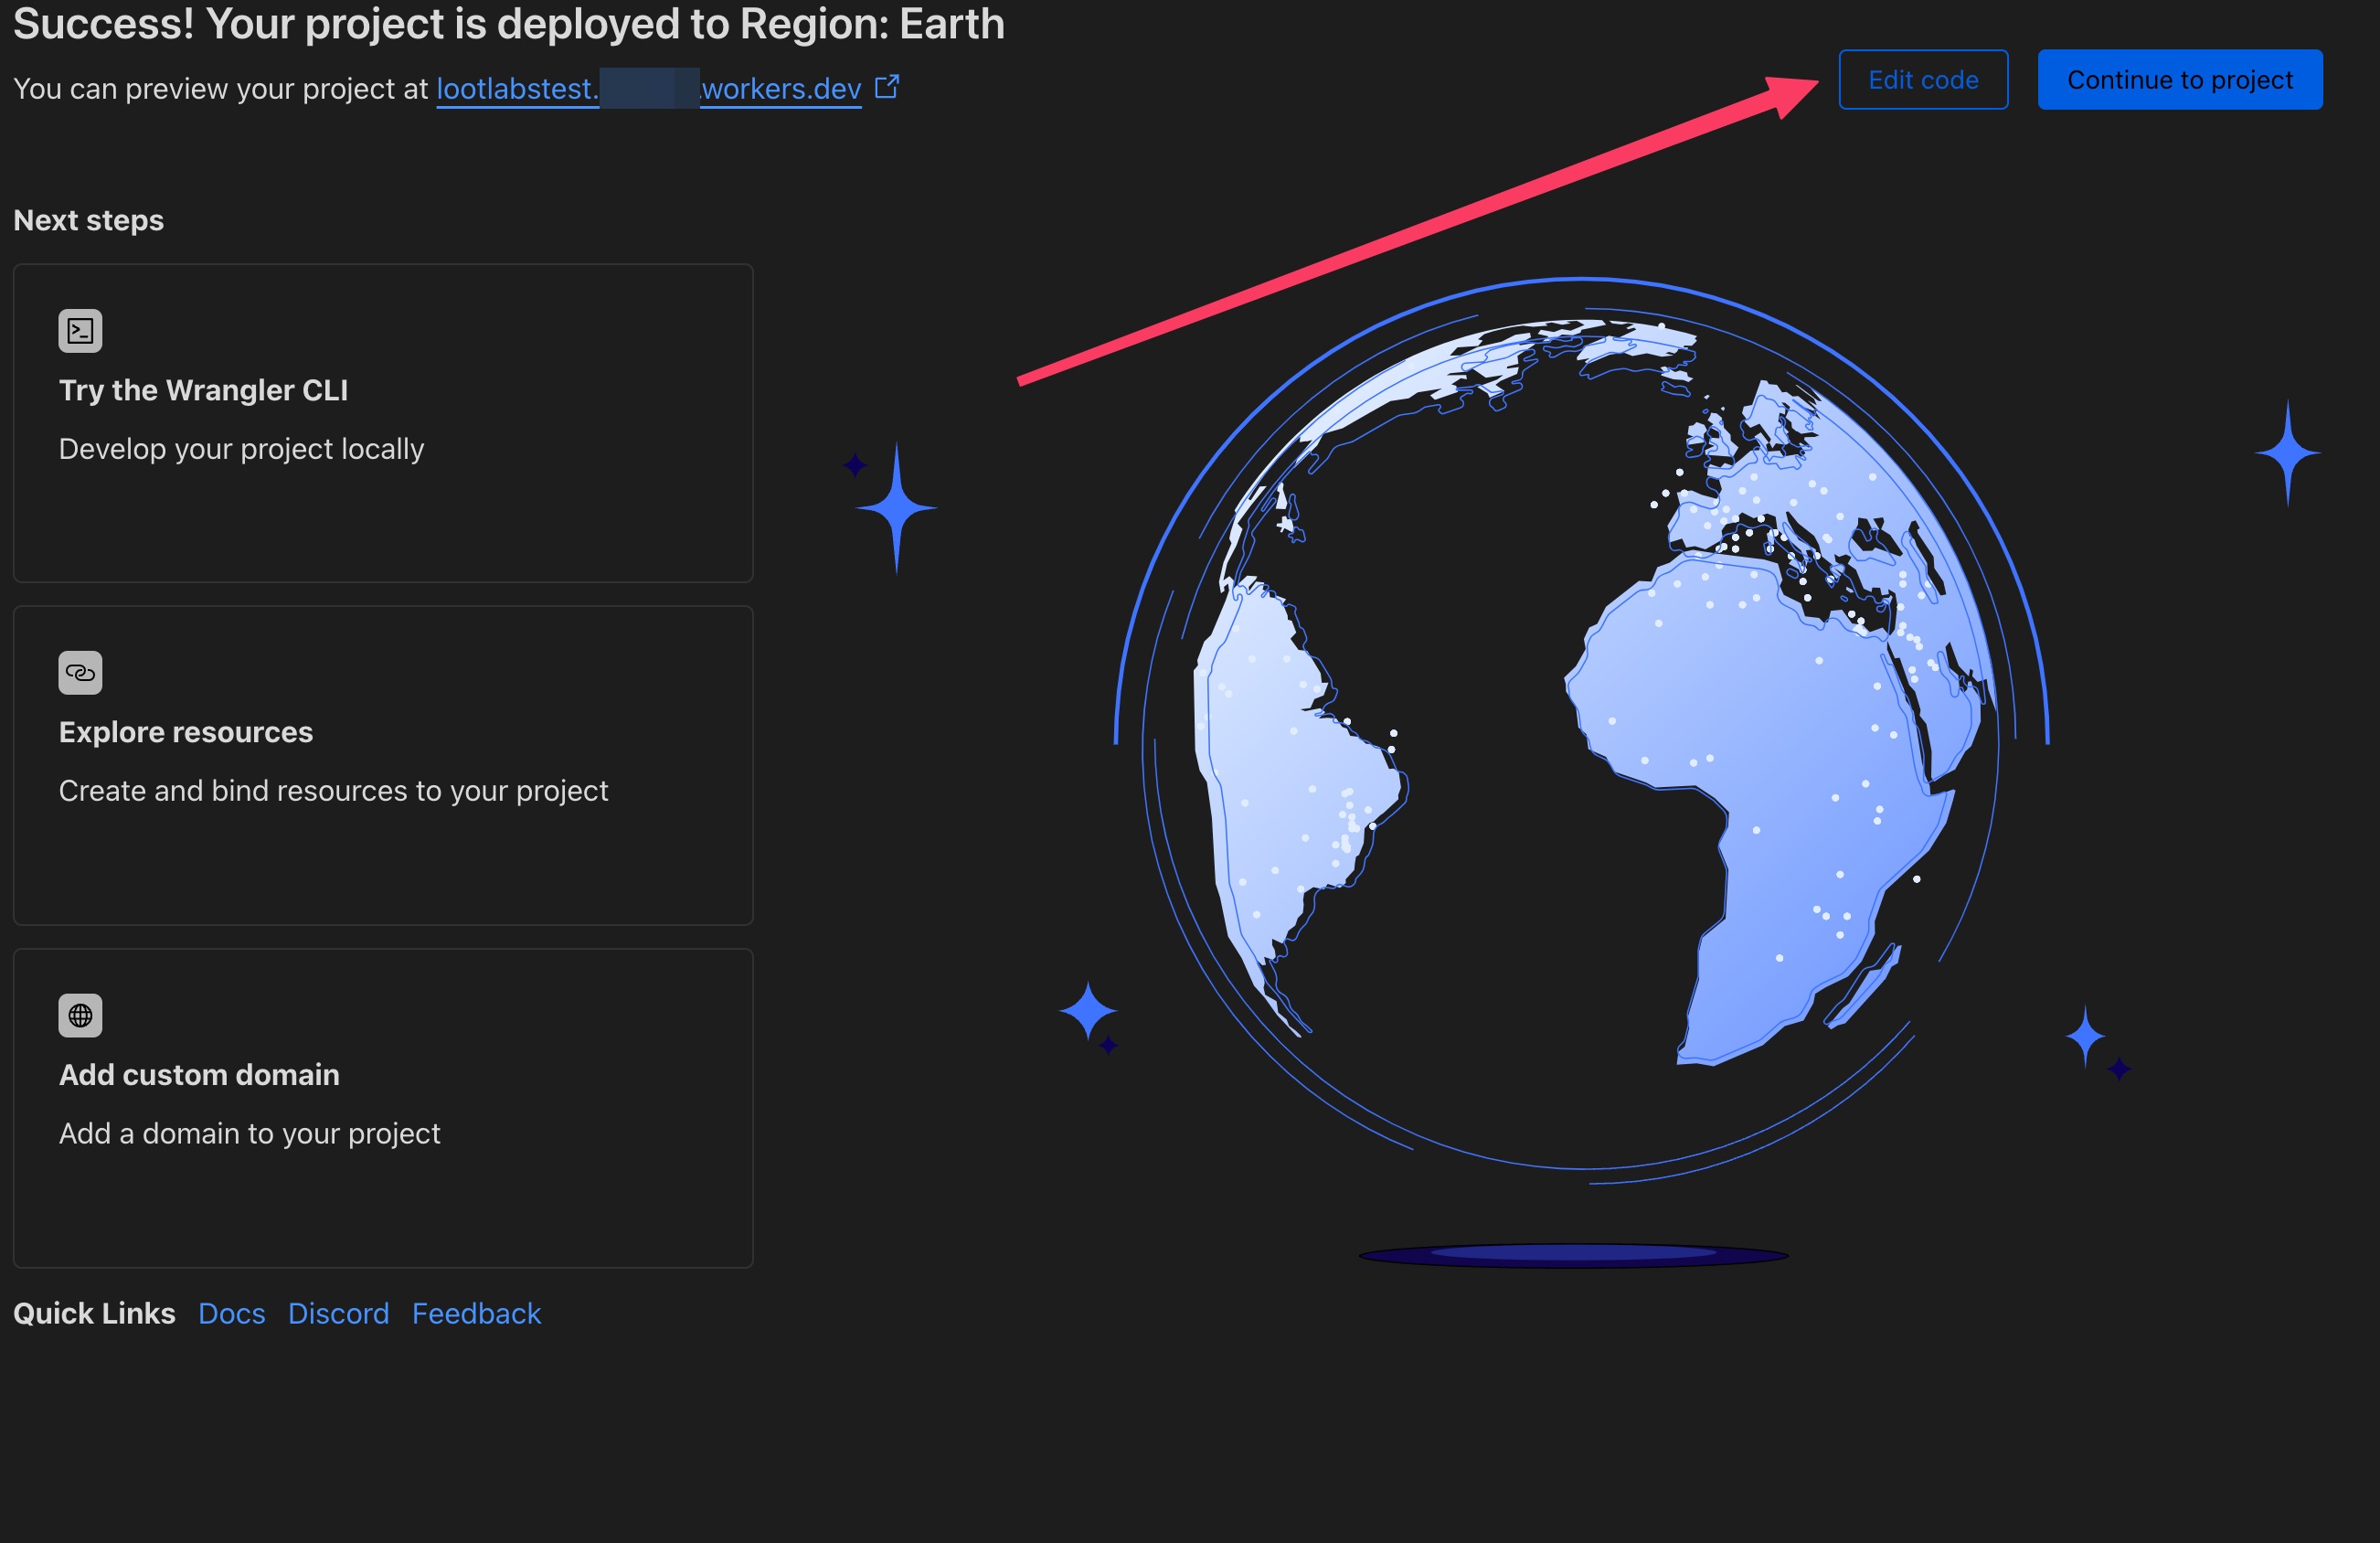 Success! Your project is deployed to Region: Earth
You can preview your project at lootlabstest. .workers.dev
Edit code
Continue to project
Next steps
Try the Wrangler CLI
Develop your project locally
Explore resources
Create and bind resources to your project
Add custom domain
Add a domain to your project
Quick Links Docs Discord Feedback